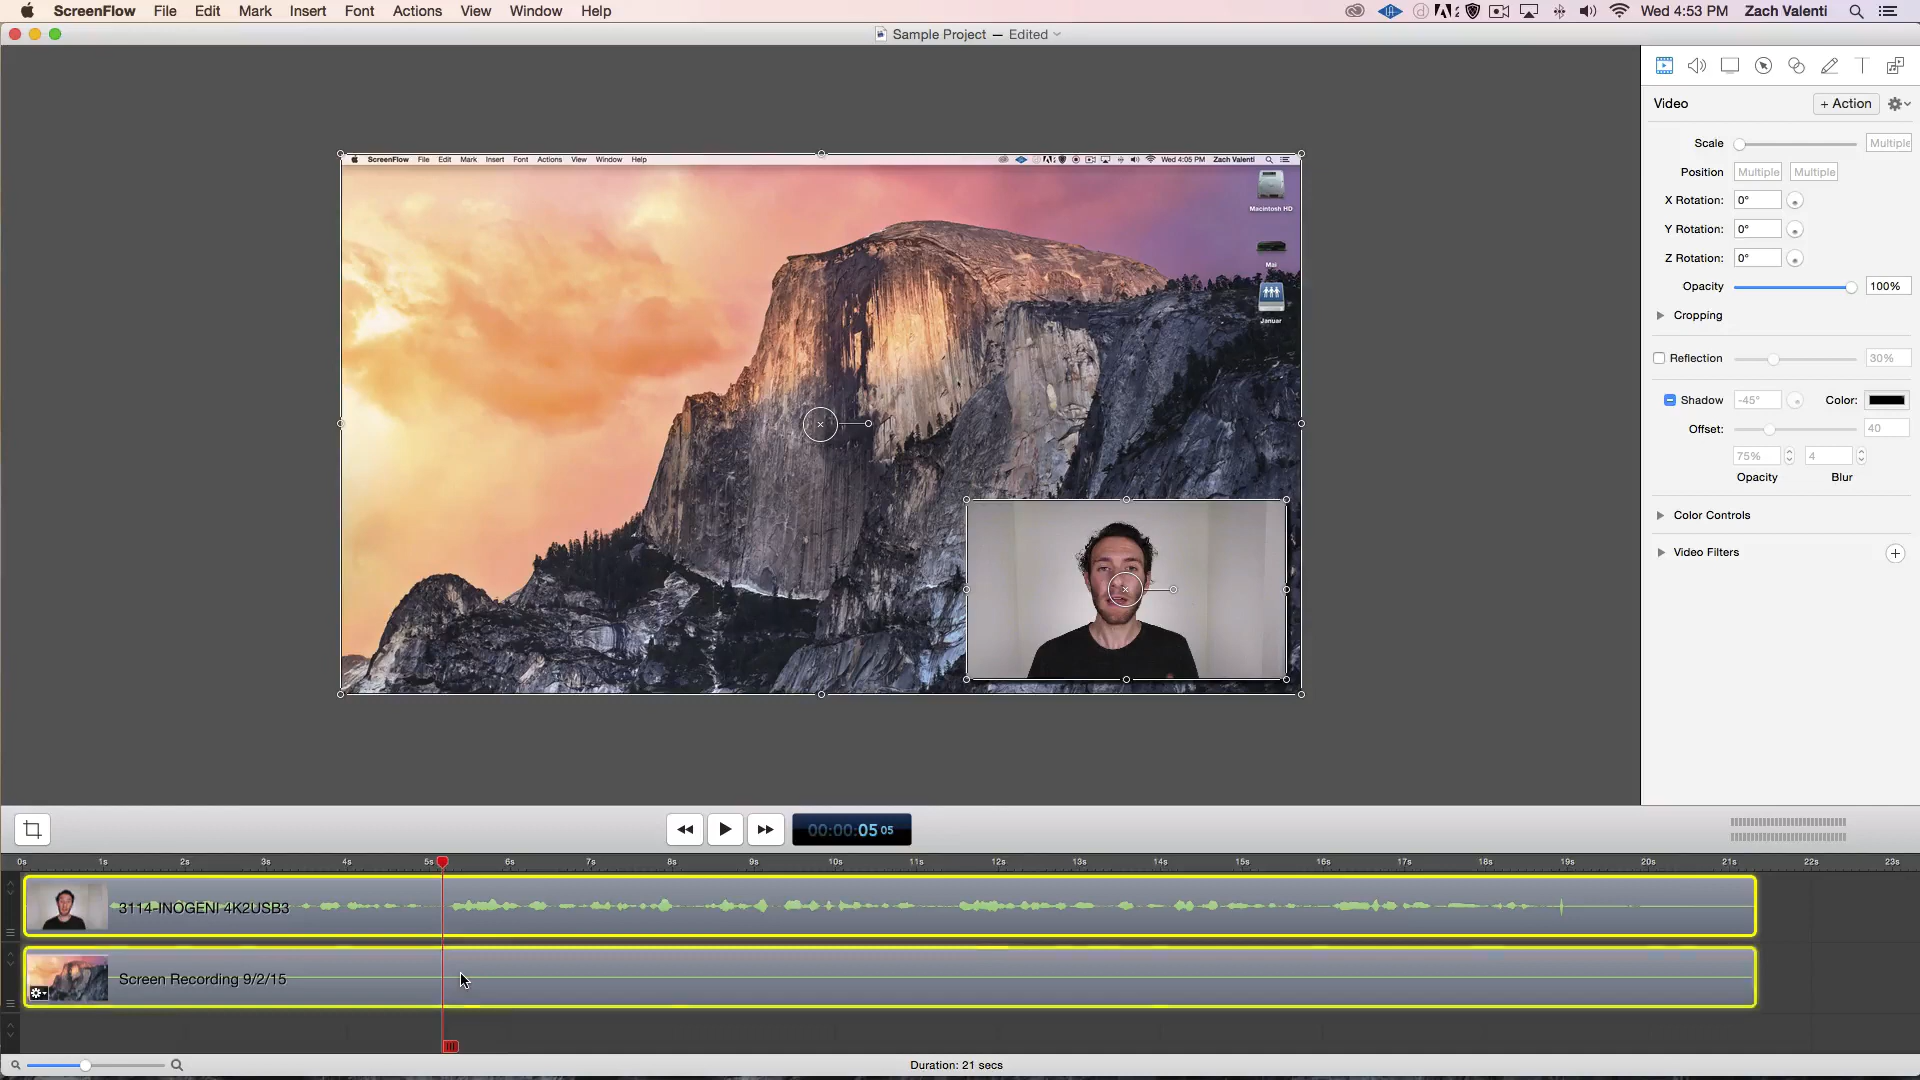 ScreenFlow File Edit Mark Insert Font Actions View Window Help Wed 4:53 PM Zach Valenti
Sample Project — Edited
ScreenFlow File Edit Mark Insert Font Actions View Window Help Wed 4:05 PM Zach Valenti
Macintosh HD
Mai
Januar
Video + Action
Scale Multiple
Position Multiple Multiple
X Rotation: 0°
Y Rotation: 0°
Z Rotation: 0°
Opacity 100%
Cropping
Reflection 30%
Shadow -45° Color:
Offset: 40
75% 4
Opacity Blur
Color Controls
Video Filters
00:00:05 05
0s 1s 2s 3s 4s 5s 6s 7s 8s 9s 10s 11s 12s 13s 14s 15s 16s 17s 18s 19s 20s 21s 22s 23s
3114-INOGENI 4K2USB3
Screen Recording 9/2/15
Duration: 21 secs